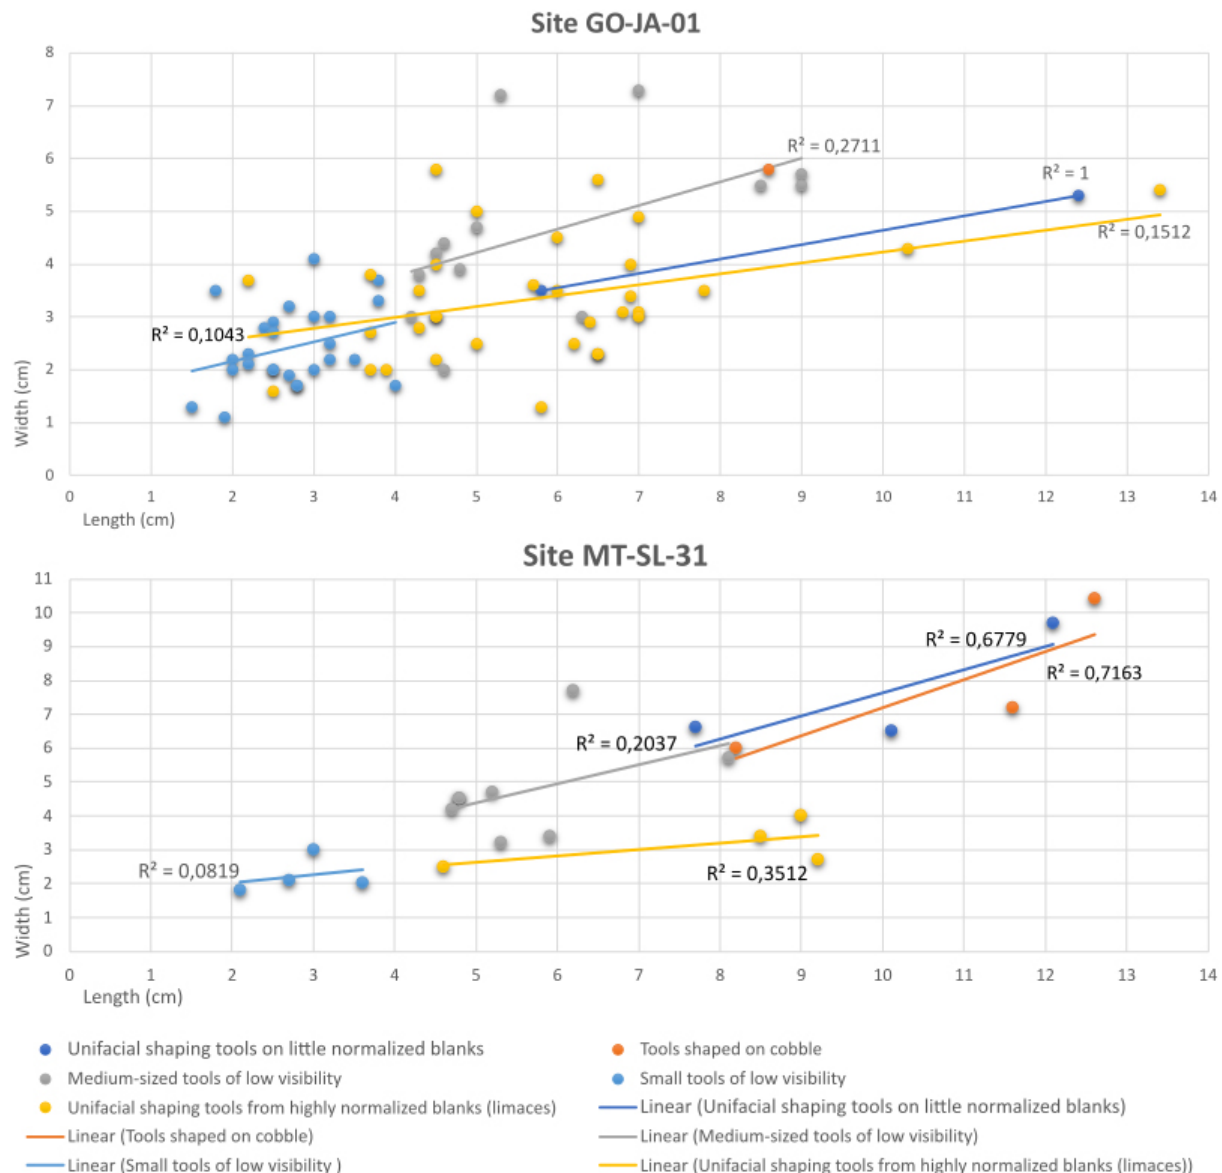 Site GO-JA-01
8
7
R² = 0,2711
6
R² = 1
5
R² = 0,1512
4
R² = 0,1043
3
2
1
0
Width (cm)
0 1 2 3 4 5 6 7 8 9 10 11 12 13 14
Length (cm)
Site MT-SL-31
11
10
R² = 0,6779
9
R² = 0,7163
8
7
R² = 0,2037
6
5
4
3
R² = 0,0819
R² = 0,3512
2
1
0
Width (cm)
0 1 2 3 4 5 6 7 8 9 10 11 12 13 14
Length (cm)
Unifacial shaping tools on little normalized blanks
Tools shaped on cobble
Medium-sized tools of low visibility
Small tools of low visibility
Unifacial shaping tools from highly normalized blanks (limaces)
Linear (Unifacial shaping tools on little normalized blanks)
Linear (Tools shaped on cobble)
Linear (Medium-sized tools of low visibility)
Linear (Small tools of low visibility )
Linear (Unifacial shaping tools from highly normalized blanks (limaces))